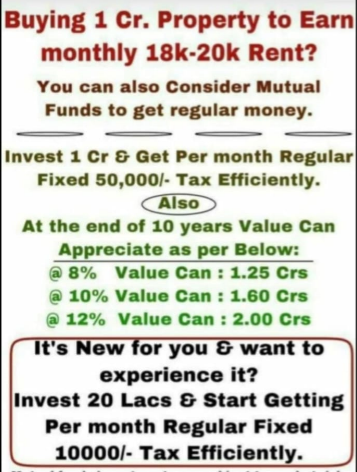 Buying 1 Cr. Property to Earn
monthly 18k-20k Rent?
You can also Consider Mutual
Funds to get regular money.
Invest 1 Cr & Get Per month Regular
Fixed 50,000/- Tax Efficiently.
Also
At the end of 10 years Value Can
Appreciate as per Below:
@ 8% Value Can : 1.25 Crs
@ 10% Value Can : 1.60 Crs
@ 12% Value Can : 2.00 Crs
It's New for you & want to
experience it?
Invest 20 Lacs & Start Getting
Per month Regular Fixed
10000/- Tax Efficiently.